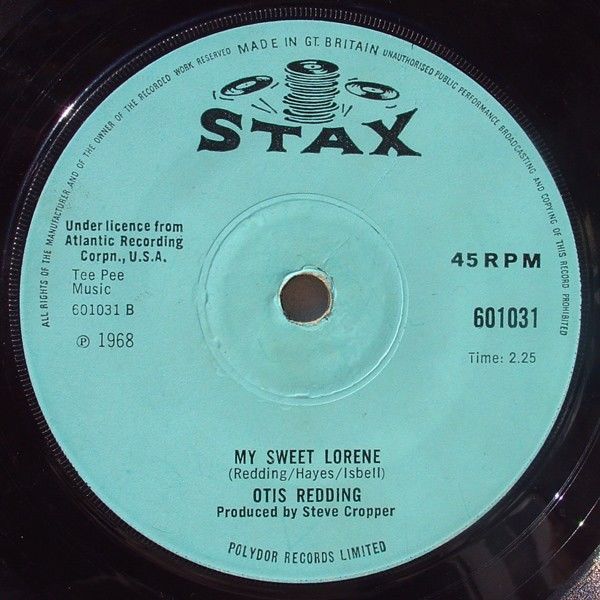 ALL RIGHTS OF THE MANUFACTURER AND OF THE OWNER OF THE RECORDED WORK RESERVED
MADE IN GT. BRITAIN
UNAUTHORISED PUBLIC PERFORMANCE BROADCASTING AND COPYING OF THIS RECORD PROHIBITED
STAX
Under licence from
Atlantic Recording
Corpn., U.S.A.
Tee Pee
Music
601031 B
℗ 1968
45 RPM
601031
Time: 2.25
MY SWEET LORENE
(Redding/Hayes/Isbell)
OTIS REDDING
Produced by Steve Cropper
POLYDOR RECORDS LIMITED